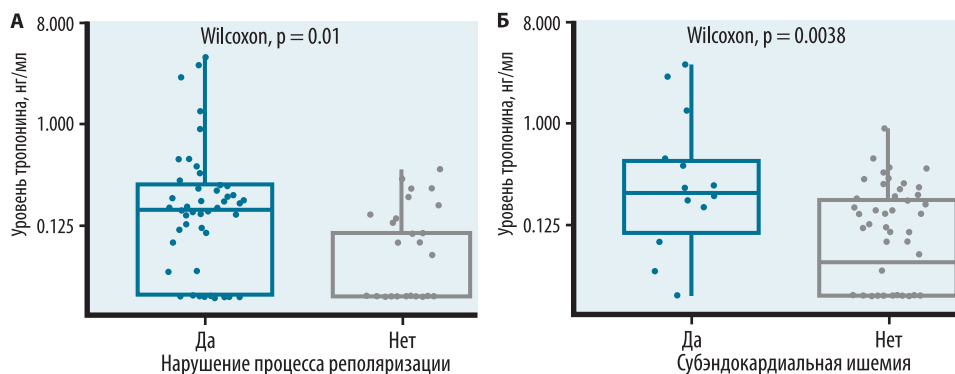 А
Уровень тропонина, нг/мл
8.000
1.000
0.125
Wilcoxon, p = 0.01
Да
Нет
Нарушение процесса реполяризации
Б
Уровень тропонина, нг/мл
8.000
1.000
0.125
Wilcoxon, p = 0.0038
Да
Нет
Субэндокардиальная ишемия